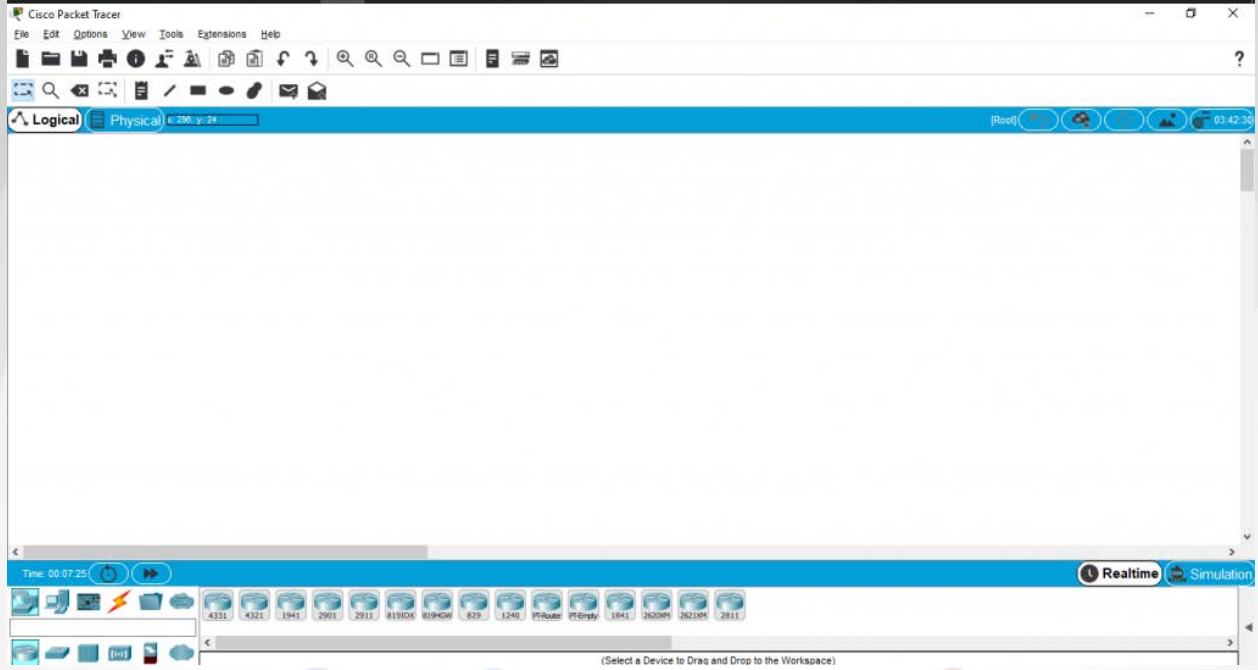 Cisco Packet Tracer
File Edit Options View Tools Extensions Help
?
Logical Physical x: 296, y: 24 [Root] 03:42:30
Time: 00:07:25 Realtime Simulation
4331 4321 1941 2901 2911 819IOX 819HGW 829 1240 PT-Router PT-Empty 1841 2620XM 2621XM 2811
(Select a Device to Drag and Drop to the Workspace)